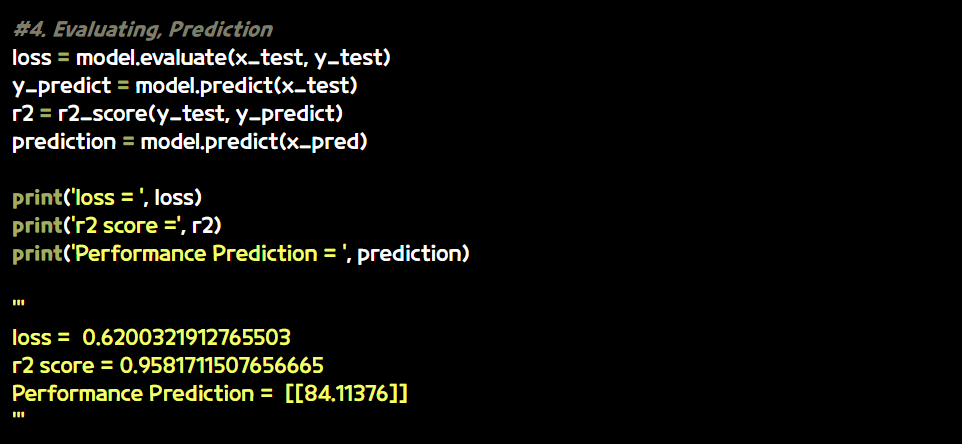 #4. Evaluating, Prediction
loss = model.evaluate(x_test, y_test)
y_predict = model.predict(x_test)
r2 = r2_score(y_test, y_predict)
prediction = model.predict(x_pred)
print('loss = ', loss)
print('r2 score =', r2)
print('Performance Prediction = ', prediction)
'''
loss =  0.6200321912765503
r2 score = 0.9581711507656665
Performance Prediction =  [[84.11376]]
'''